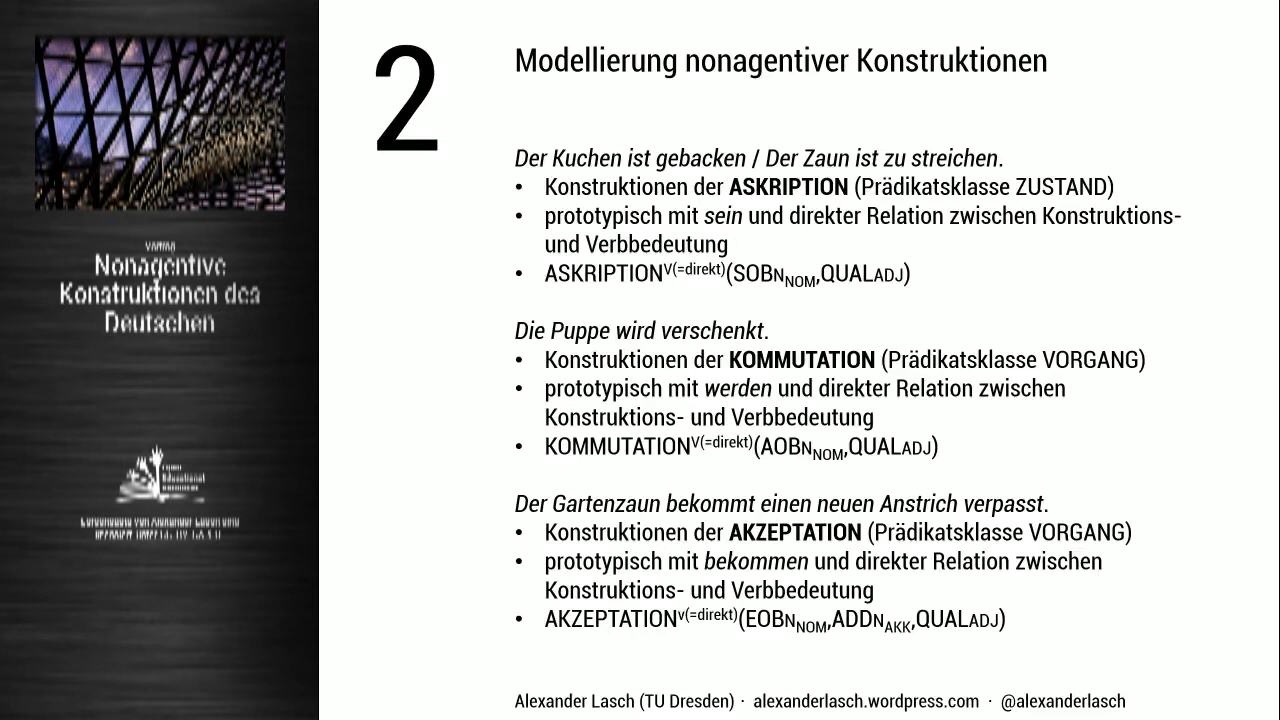 2
Modellierung nonagentiver Konstruktionen
Der Kuchen ist gebacken / Der Zaun ist zu streichen.
• Konstruktionen der ASKRIPTION (Prädikatsklasse ZUSTAND)
• prototypisch mit sein und direkter Relation zwischen Konstruktions-
und Verbbedeutung
• ASKRIPTIONV(=direkt)(SOBNNOM,QUALADJ)
Die Puppe wird verschenkt.
• Konstruktionen der KOMMUTATION (Prädikatsklasse VORGANG)
• prototypisch mit werden und direkter Relation zwischen
Konstruktions- und Verbbedeutung
• KOMMUTATIONV(=direkt)(AOBNNOM,QUALADJ)
Der Gartenzaun bekommt einen neuen Anstrich verpasst.
• Konstruktionen der AKZEPTATION (Prädikatsklasse VORGANG)
• prototypisch mit bekommen und direkter Relation zwischen
Konstruktions- und Verbbedeutung
• AKZEPTATIONv(=direkt)(EOBNNOM,ADDNAKK,QUALADJ)
Alexander Lasch (TU Dresden) · alexanderlasch.wordpress.com · @alexanderlasch
Vortrag
Nonagentive
Konstruktionen des
Deutschen